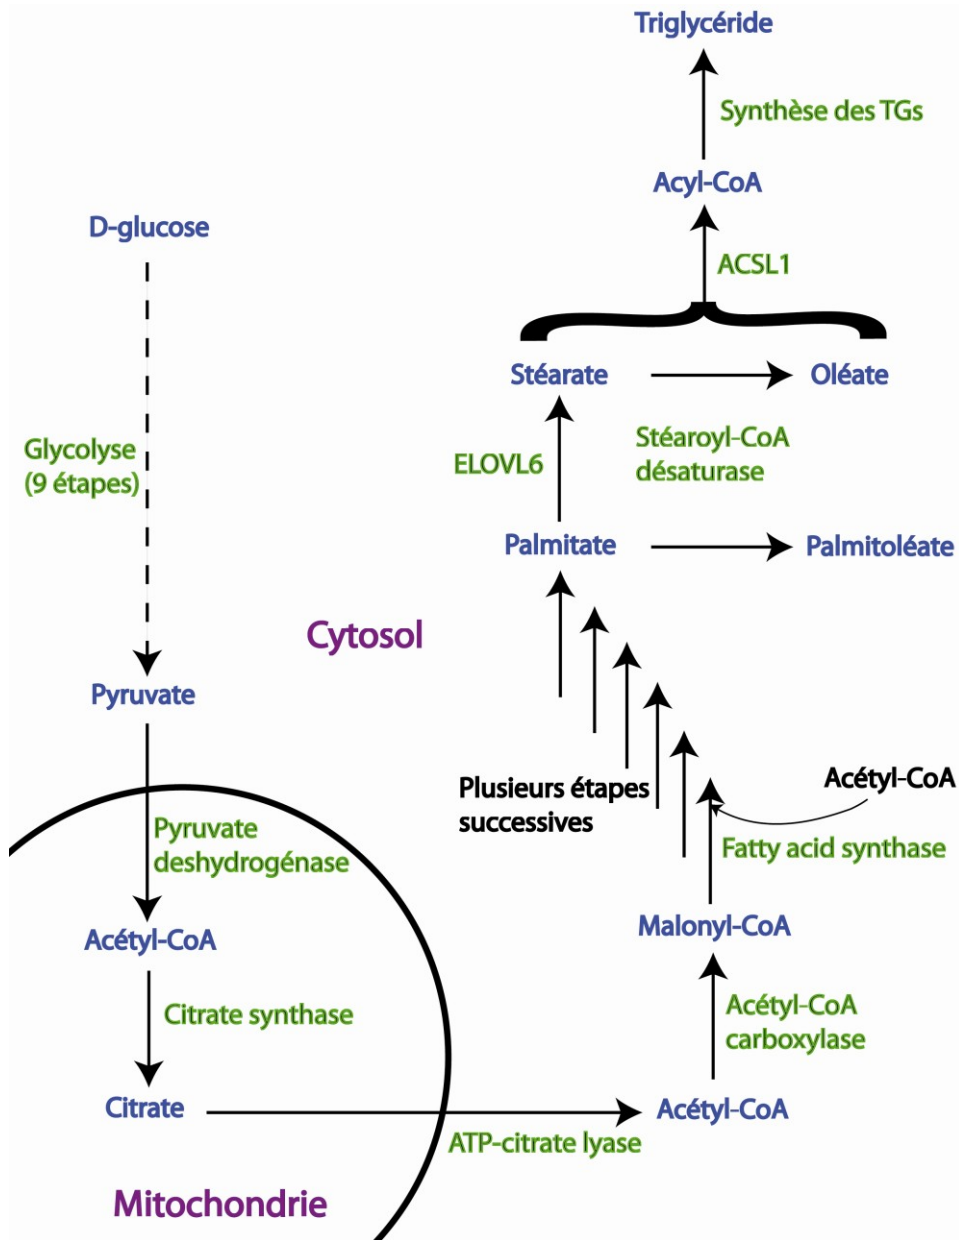 Triglycéride
Synthèse des TGs
Acyl-CoA
D-glucose
ACSL1
Stéarate
Oléate
Glycolyse
(9 étapes)
ELOVL6
Stéaroyl-CoA
désaturase
Palmitate
Palmitoléate
Cytosol
Pyruvate
Plusieurs étapes
successives
Acétyl-CoA
Pyruvate
deshydrogénase
Fatty acid synthase
Acétyl-CoA
Malonyl-CoA
Citrate synthase
Acétyl-CoA
carboxylase
Citrate
Acétyl-CoA
ATP-citrate lyase
Mitochondrie